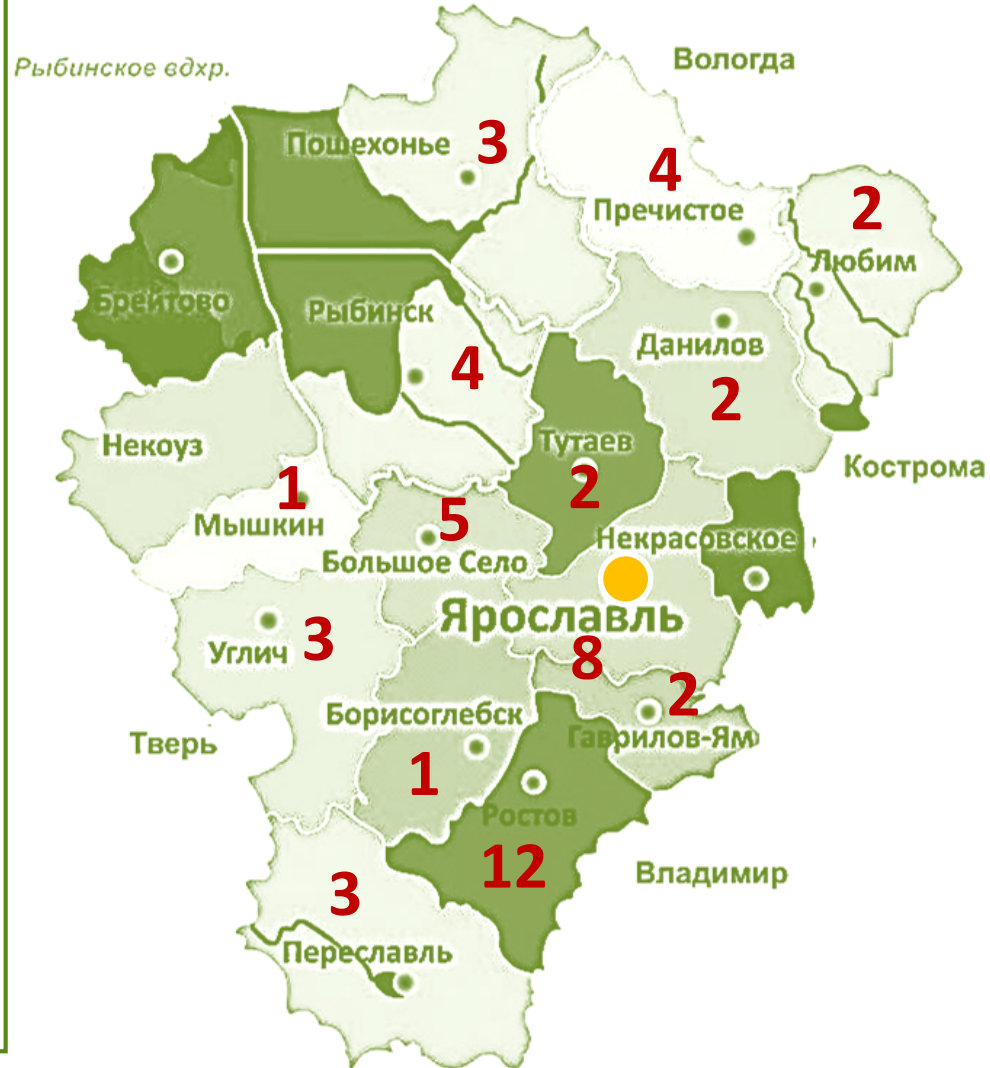 Вологда
Рыбинское вдхр.
Пошехонье
3
4
Пречистое
2
Любим
Брейтово
Рыбинск
4
Данилов
2
Некоуз
Тутаев
2
Кострома
1
Мышкин
5
Большое Село
Некрасовское
Ярославль
8
Углич
3
2
Гаврилов-Ям
Борисоглебск
1
Тверь
Ростов
12
Владимир
3
Переславль